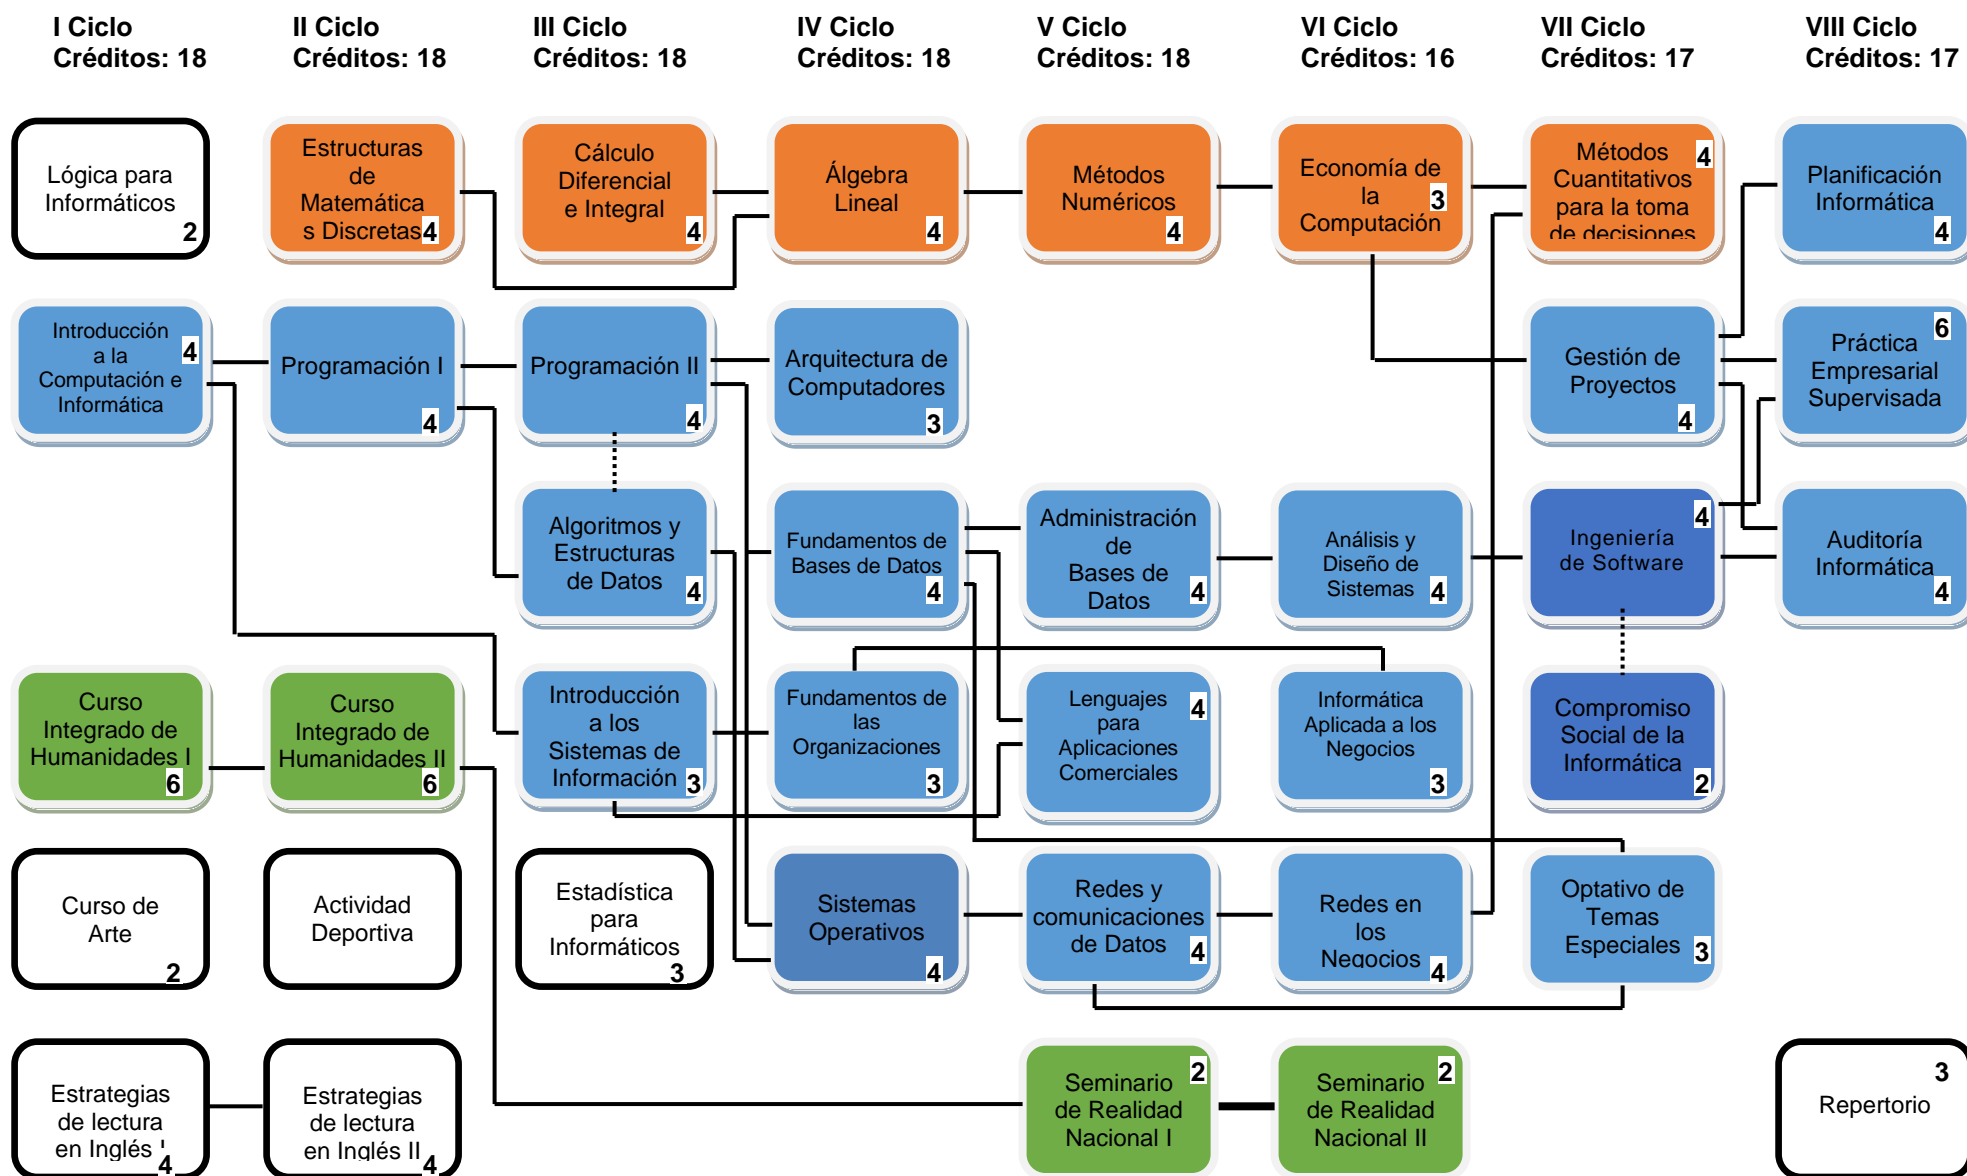 I Ciclo
Créditos: 18
II Ciclo
Créditos: 18
III Ciclo
Créditos: 18
IV Ciclo
Créditos: 18
V Ciclo
Créditos: 18
VI Ciclo
Créditos: 16
VII Ciclo
Créditos: 17
VIII Ciclo
Créditos: 17
Lógica para
Informáticos
2
Estructuras
de
Matemática
s Discretas
4
Cálculo
Diferencial
e Integral
4
Álgebra
Lineal
4
Métodos
Numéricos
4
Economía de
la
Computación
3
Métodos
Cuantitativos
para la toma
de decisiones
4
Planificación
Informática
4
Introducción
a la
Computación e
Informática
4
Programación I
4
Programación II
4
Arquitectura de
Computadores
3
Gestión de
Proyectos
4
6
Práctica
Empresarial
Supervisada
Algoritmos y
Estructuras
de Datos
4
Fundamentos de
Bases de Datos
4
Administración
de
Bases de
Datos
4
Análisis y
Diseño de
Sistemas
4
4
Ingeniería
de Software
Auditoría
Informática
4
Curso
Integrado de
Humanidades I
6
Curso
Integrado de
Humanidades II
6
Introducción
a los
Sistemas de
Información
3
Fundamentos de
las
Organizaciones
3
Lenguajes
para
Aplicaciones
Comerciales
4
Informática
Aplicada a los
Negocios
3
Compromiso
Social de la
Informática
2
Curso de
Arte
2
Actividad
Deportiva
Estadística
para
Informáticos
3
Sistemas
Operativos
4
Redes y
comunicaciones
de Datos
4
Redes en
los
Negocios
4
Optativo de
Temas
Especiales
3
Estrategias
de lectura
en Inglés I
4
Estrategias
de lectura
en Inglés II
4
2
Seminario
de Realidad
Nacional I
2
Seminario
de Realidad
Nacional II
3
Repertorio